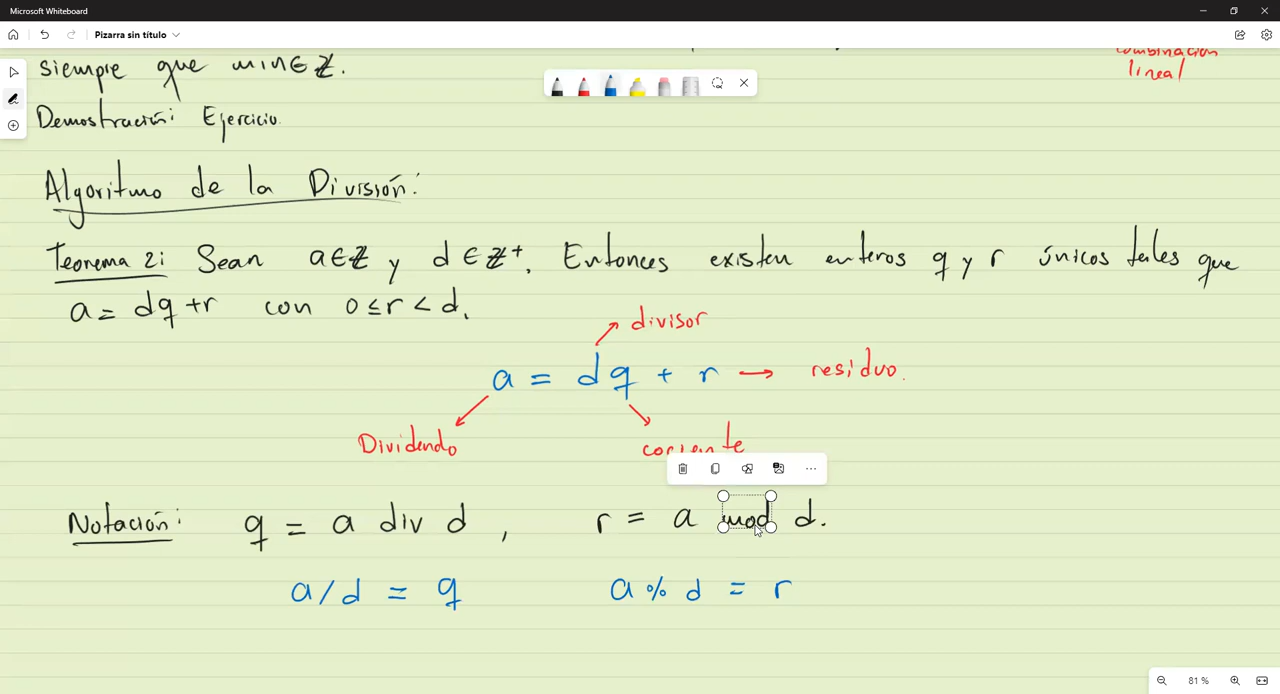 Microsoft Whiteboard
Pizarra sin título
combinación
lineal
siempre que m,n∈ℤ.
Demostración: Ejercicio.
Algoritmo de la División:
Teorema 2: Sean a∈ℤ y d∈ℤ⁺. Entonces existen enteros q y r únicos tales que
a = dq + r con 0 ≤ r < d.
divisor
a = dq + r → residuo.
Dividendo
cociente
Notación: q = a div d , r = a mod d.
a/d = q a % d = r
81 %